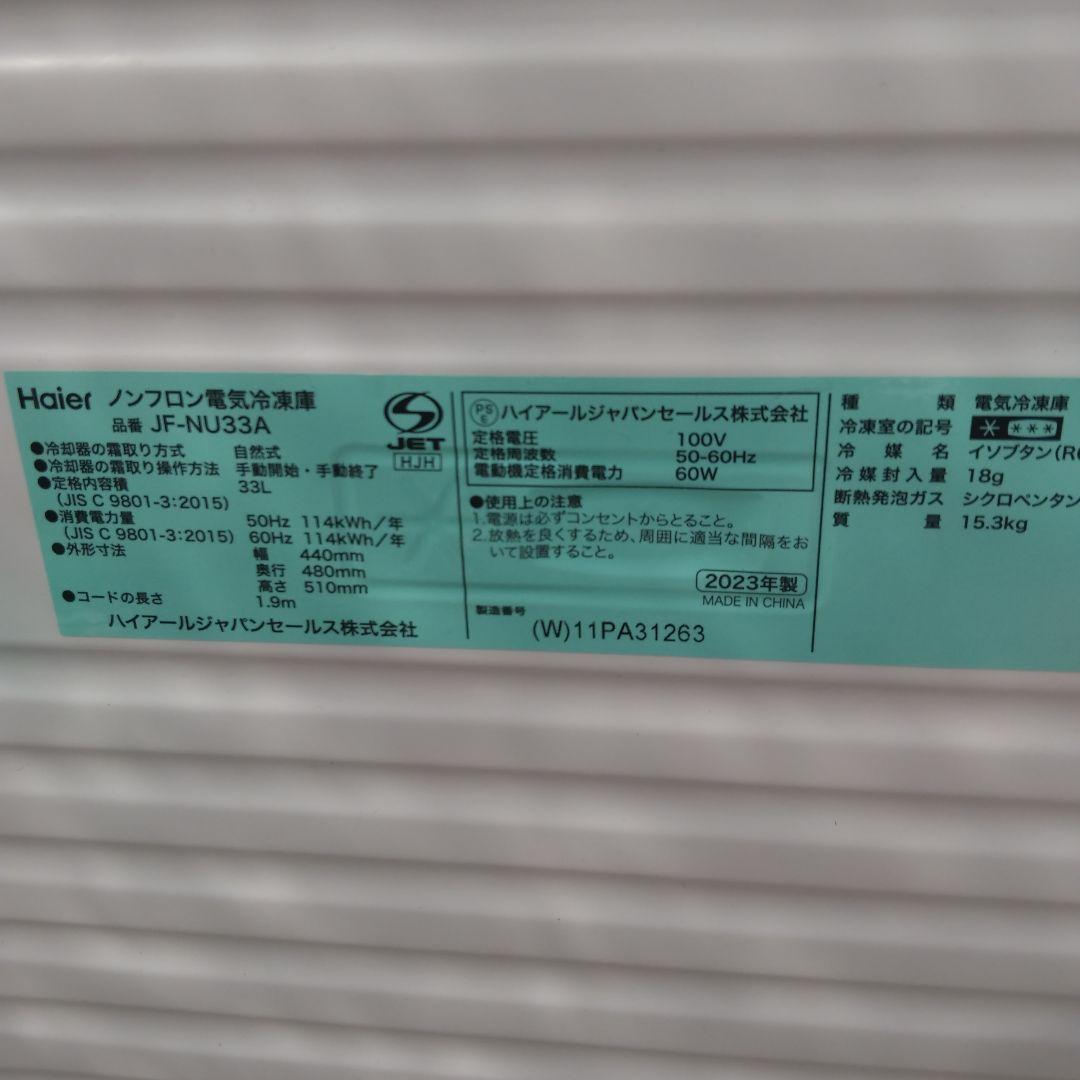 Haier ノンフロン電気冷凍庫
品番 JF-NU33A
●冷却器の霜取り方式 自然式
●冷却器の霜取り操作方法 手動開始・手動終了
●定格内容積 33L
(JIS C 9801-3:2015)
●消費電力量 50Hz 114kWh/年
(JIS C 9801-3:2015) 60Hz 114kWh/年
●外形寸法 幅 440mm
奥行 480mm
高さ 510mm
●コードの長さ 1.9m
ハイアールジャパンセールス株式会社
S
JET
HJH
PS
E ハイアールジャパンセールス株式会社
定格電圧 100V
定格周波数 50-60Hz
電動機定格消費電力 60W
●使用上の注意
1.電源は必ずコンセントからとること。
2.放熱を良くするため、周囲に適当な間隔をお
いて設置すること。
2023年製
MADE IN CHINA
製造番号
(W)11PA31263
種類 電気冷凍庫
冷凍室の記号 * ***
冷媒名 イソブタン(R6
冷媒封入量 18g
断熱発泡ガス シクロペンタン
質量 15.3kg